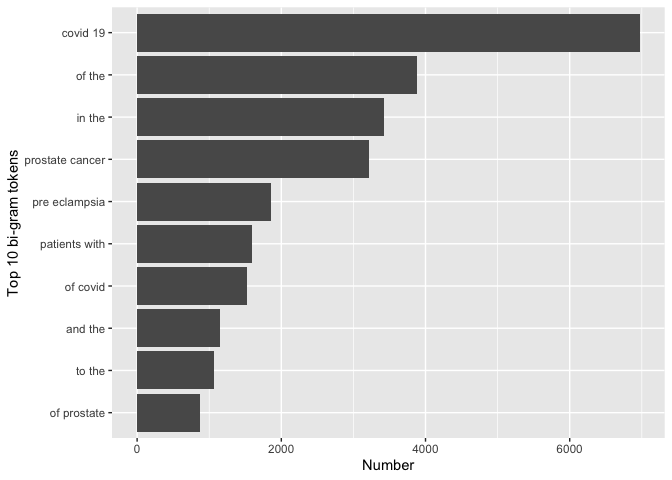 Top 10 bi-gram tokens
covid 19
of the
in the
prostate cancer
pre eclampsia
patients with
of covid
and the
to the
of prostate
0 2000 4000 6000
Number